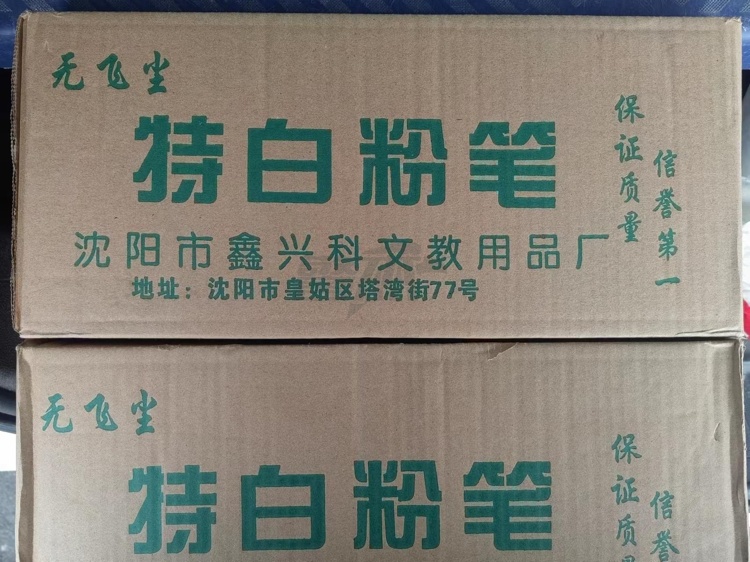 无飞尘
特白粉笔
保证质量
信誉第一
沈阳市鑫兴科文教用品厂
地址：沈阳市皇姑区塔湾街77号
无飞尘
特白粉笔
保证质量
信誉